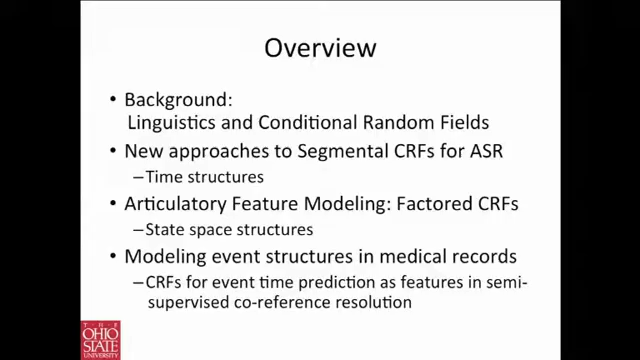 Overview
• Background:
Linguistics and Conditional Random Fields
• New approaches to Segmental CRFs for ASR
–Time structures
• Articulatory Feature Modeling: Factored CRFs
–State space structures
• Modeling event structures in medical records
–CRFs for event time prediction as features in semi-
supervised co-reference resolution
THE
OHIO
STATE
UNIVERSITY